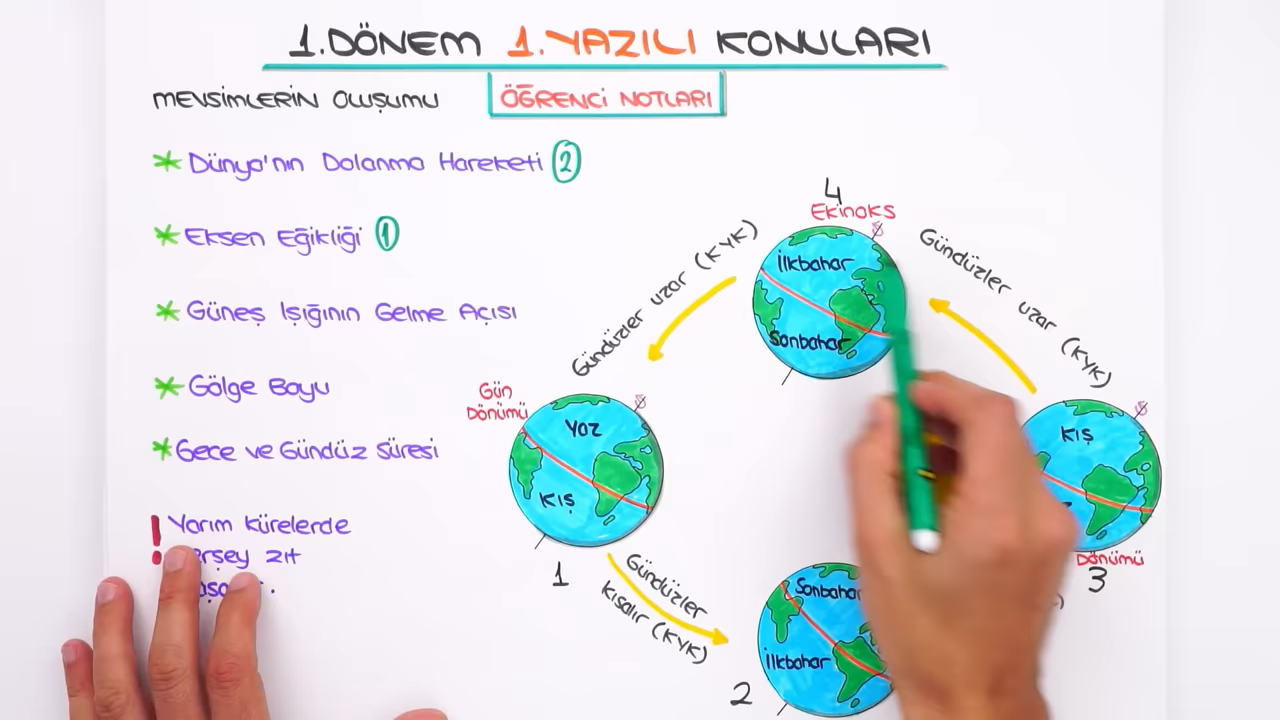 1.DÖNEM 1.YAZILI KONULARI
MEVSİMLERİN OLUŞUMU
ÖĞRENCİ NOTLARI
* Dünya'nın Dolanma Hareketi 2
* Eksen Eğikliği 1
* Güneş Işığının Gelme Açısı
* Gölge Boyu
* Gece ve Gündüz Süresi
! Yarım Kürelerde
zıt
4
Ekinoks
İlkbahar
Sonbahar
Gündüzler uzar (KYK)
Gündüzler uzar (KYK)
Gün
Dönümü
Yaz
Kış
1
Gündüzler
kısalır (KYK)
2
Sonbahar
İlkbahar
Kış
Dönümü
3